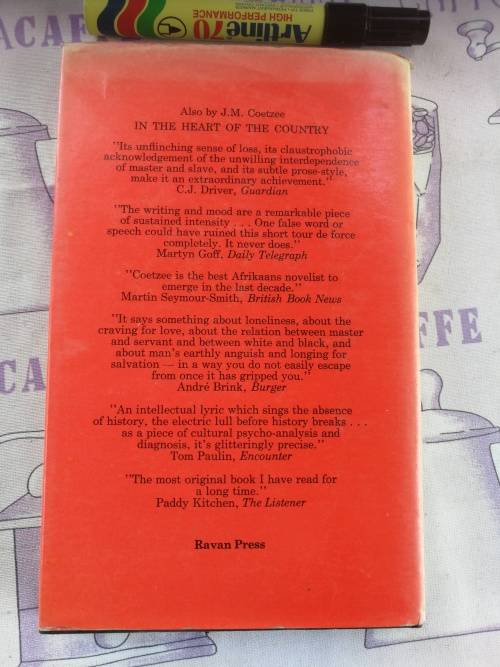 Artline 70
HIGH PERFORMANCE
Also by J.M. Coetzee
IN THE HEART OF THE COUNTRY
"Its unflinching sense of loss, its claustrophobic
acknowledgement of the unwilling interdependence
of master and slave, and its subtle prose-style,
make it an extraordinary achievement."
C.J. Driver, Guardian
"The writing and mood are a remarkable piece
of sustained intensity . . . One false word or
speech could have ruined this short tour de force
completely. It never does."
Martyn Goff, Daily Telegraph
"Coetzee is the best Afrikaans novelist to
emerge in the last decade."
Martin Seymour-Smith, British Book News
"It says something about loneliness, about the
craving for love, about the relation between master
and servant and between white and black, and
about man's earthly anguish and longing for
salvation — in a way you do not easily escape
from once it has gripped you."
André Brink, Burger
"An intellectual lyric which sings the absence
of history, the electric lull before history breaks . . .
as a piece of cultural psycho-analysis and
diagnosis, it's glitteringly precise."
Tom Paulin, Encounter
"The most original book I have read for
a long time."
Paddy Kitchen, The Listener
Ravan Press